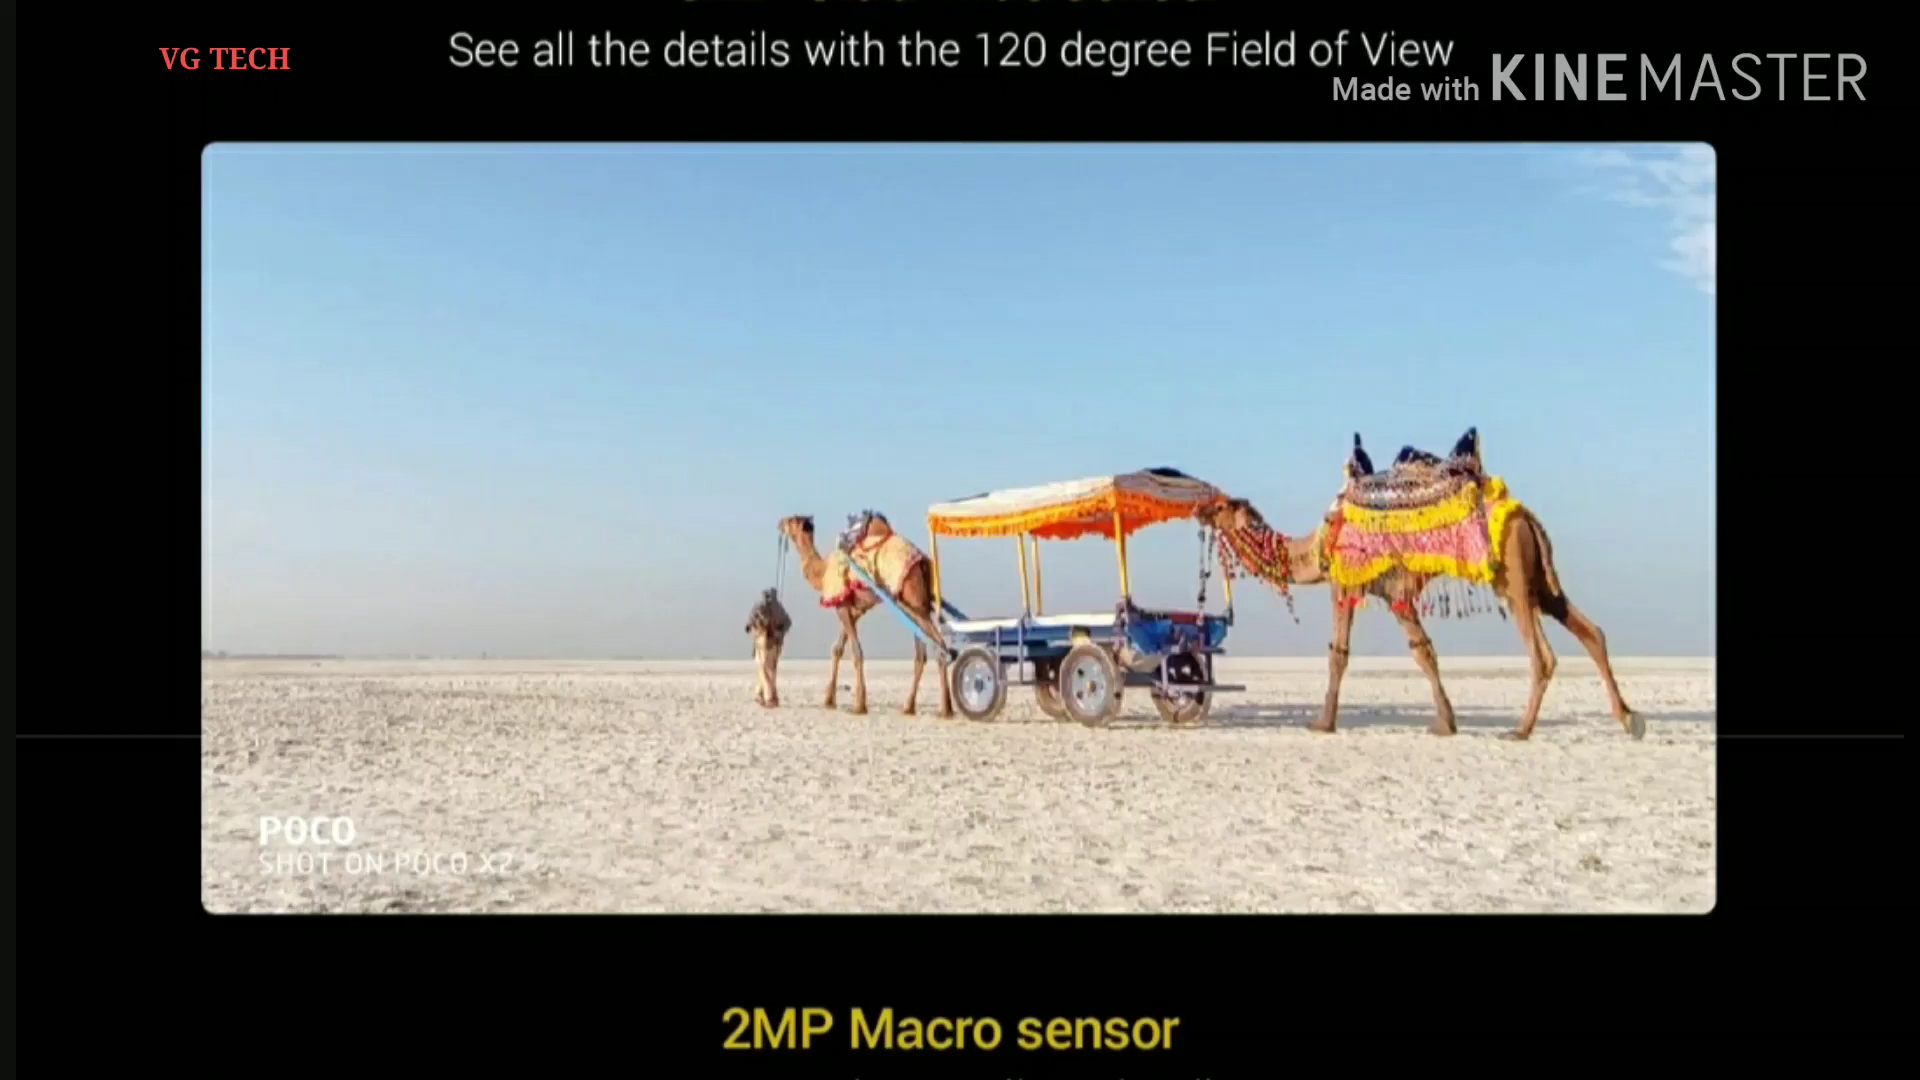 VG TECH
See all the details with the 120 degree Field of View
Made with KINEMASTER
POCO
SHOT ON POCO X2
2MP Macro sensor